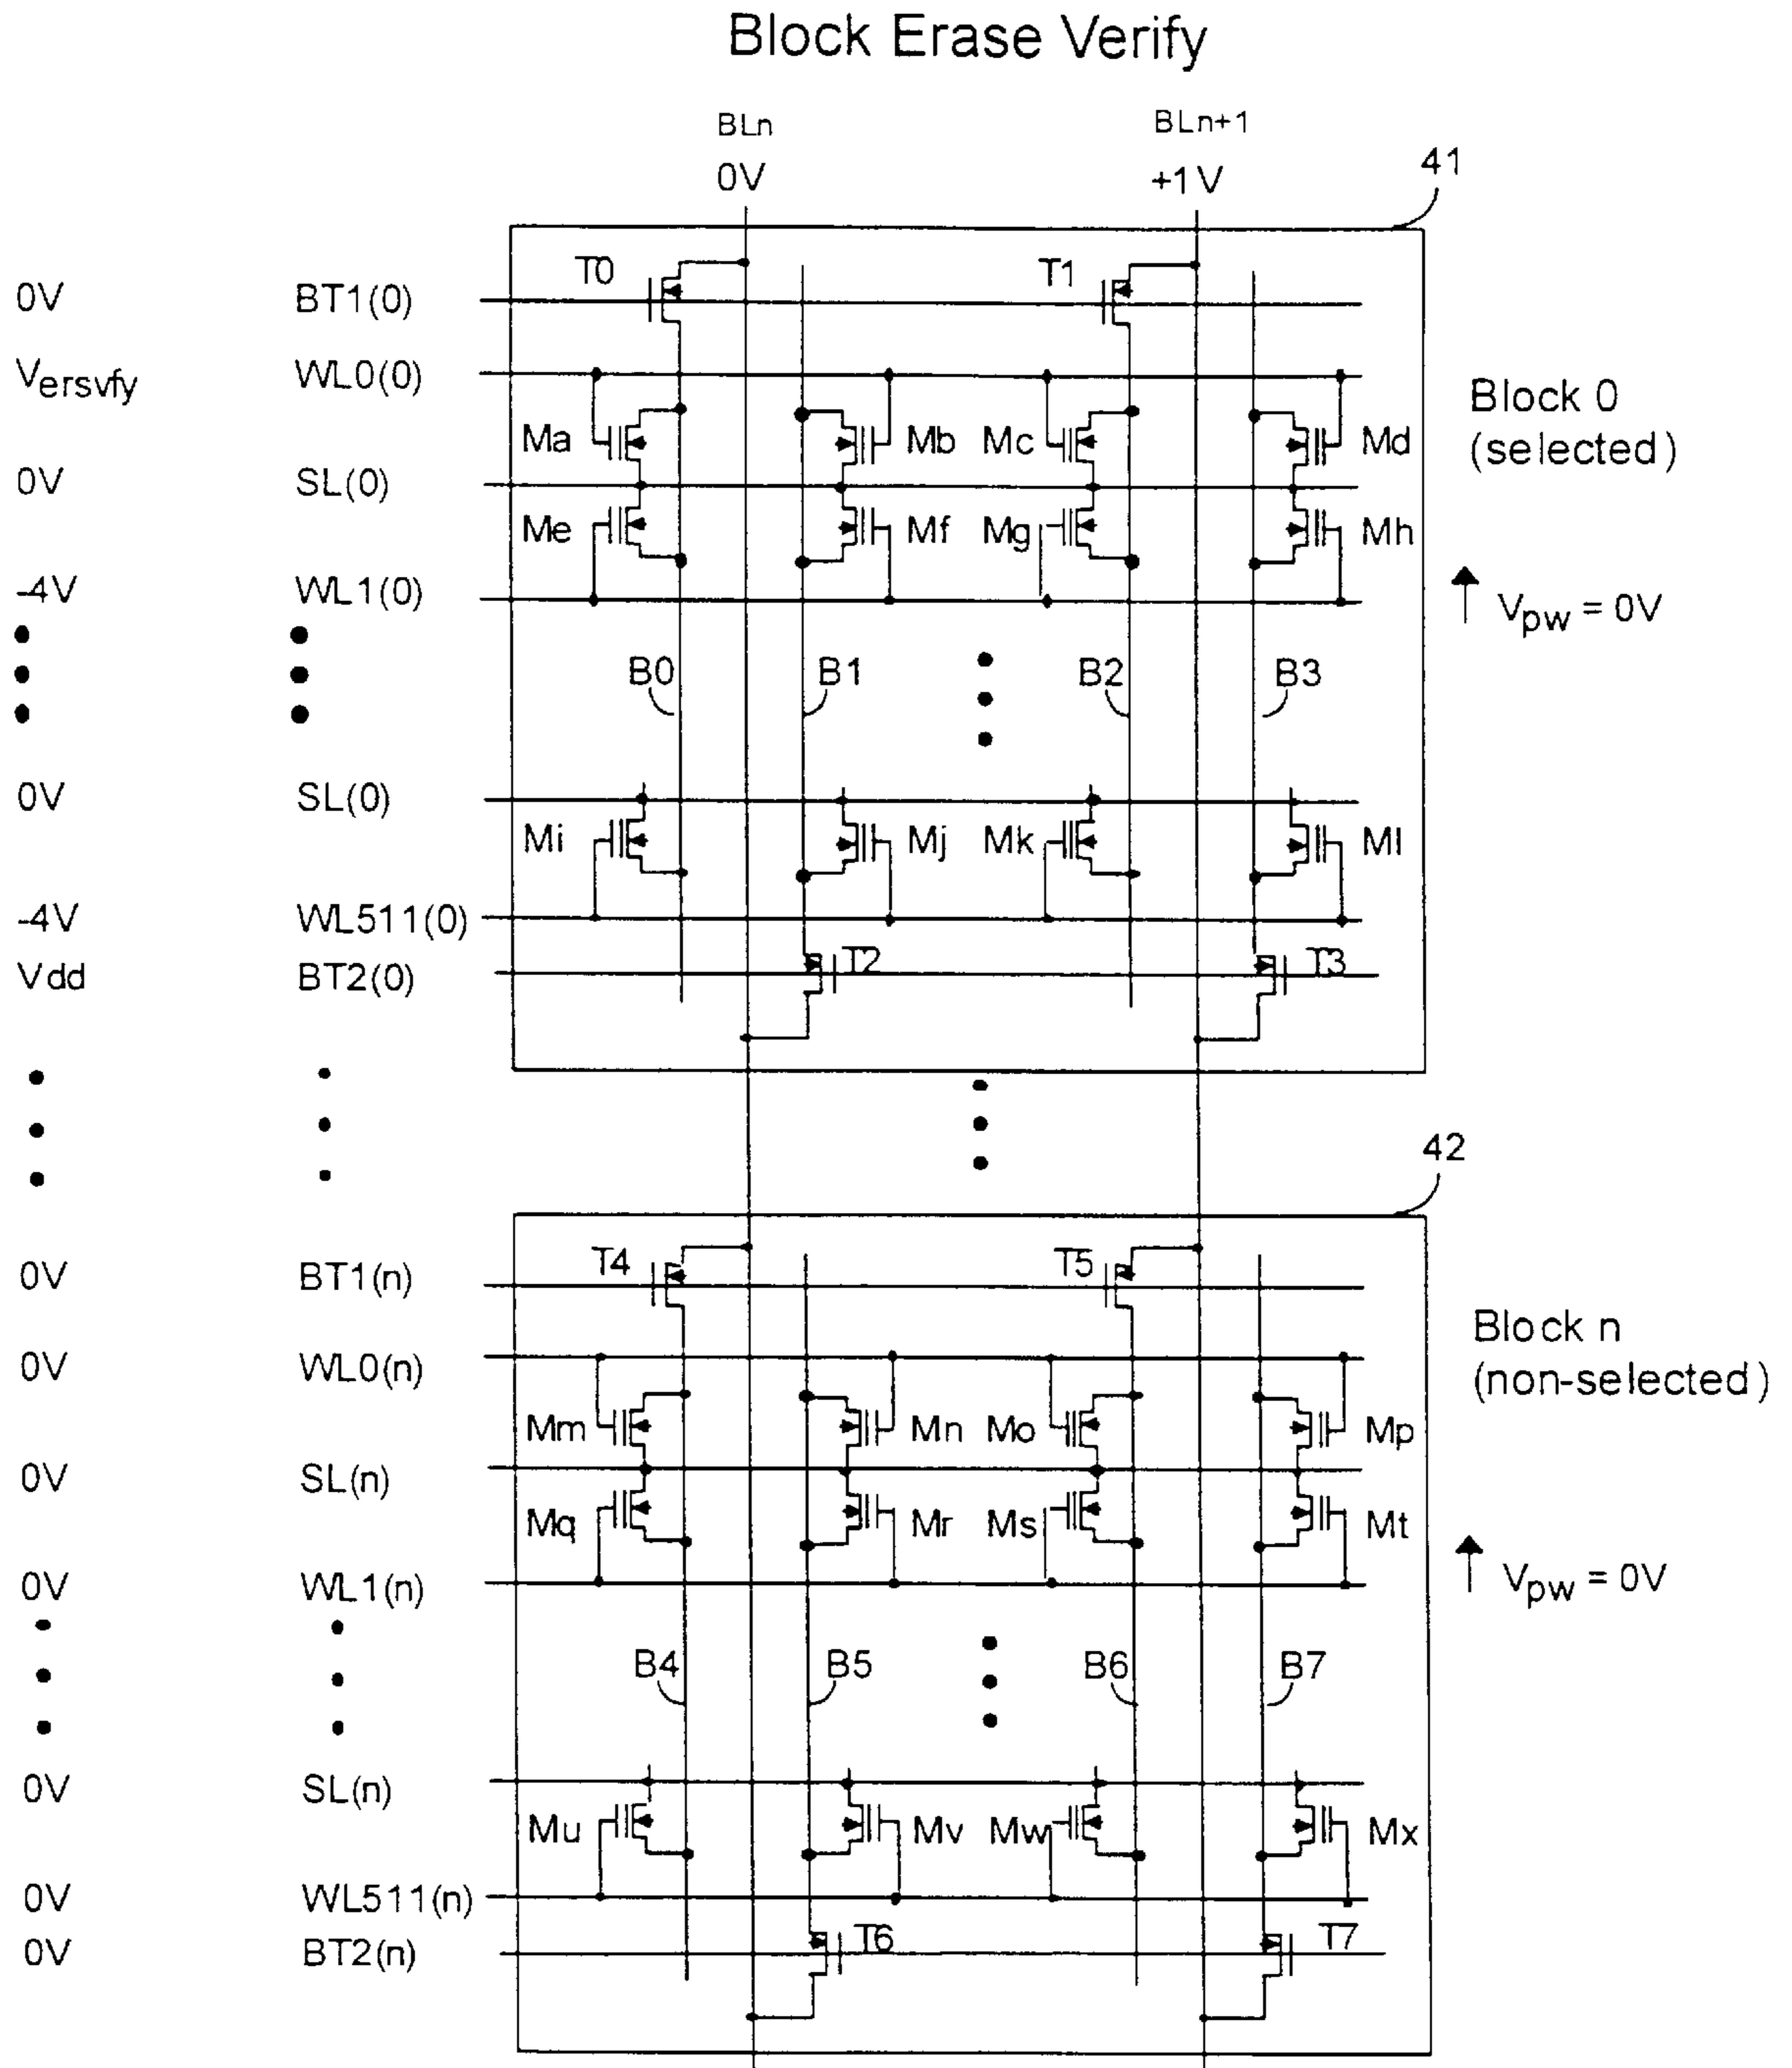 Block Erase Verify
BLn BLn+1
0V +1V 41
T0 T1
0V BT1(0)
Versvfy WL0(0)
Block 0
(selected)
Ma Mb Mc Md
0V SL(0)
Me Mf Mg Mh
-4V WL1(0)
Vpw = 0V
B0 B1 B2 B3
0V SL(0)
Mi Mj Mk Ml
-4V WL511(0)
Vdd BT2(0) T2 T3
42
0V BT1(n) T4 T5
Block n
(non-selected)
0V WL0(n)
Mm Mn Mo Mp
0V SL(n)
Mq Mr Ms Mt
0V WL1(n) Vpw = 0V
B4 B5 B6 B7
0V SL(n)
Mu Mv Mw Mx
0V WL511(n)
0V BT2(n) T6 T7